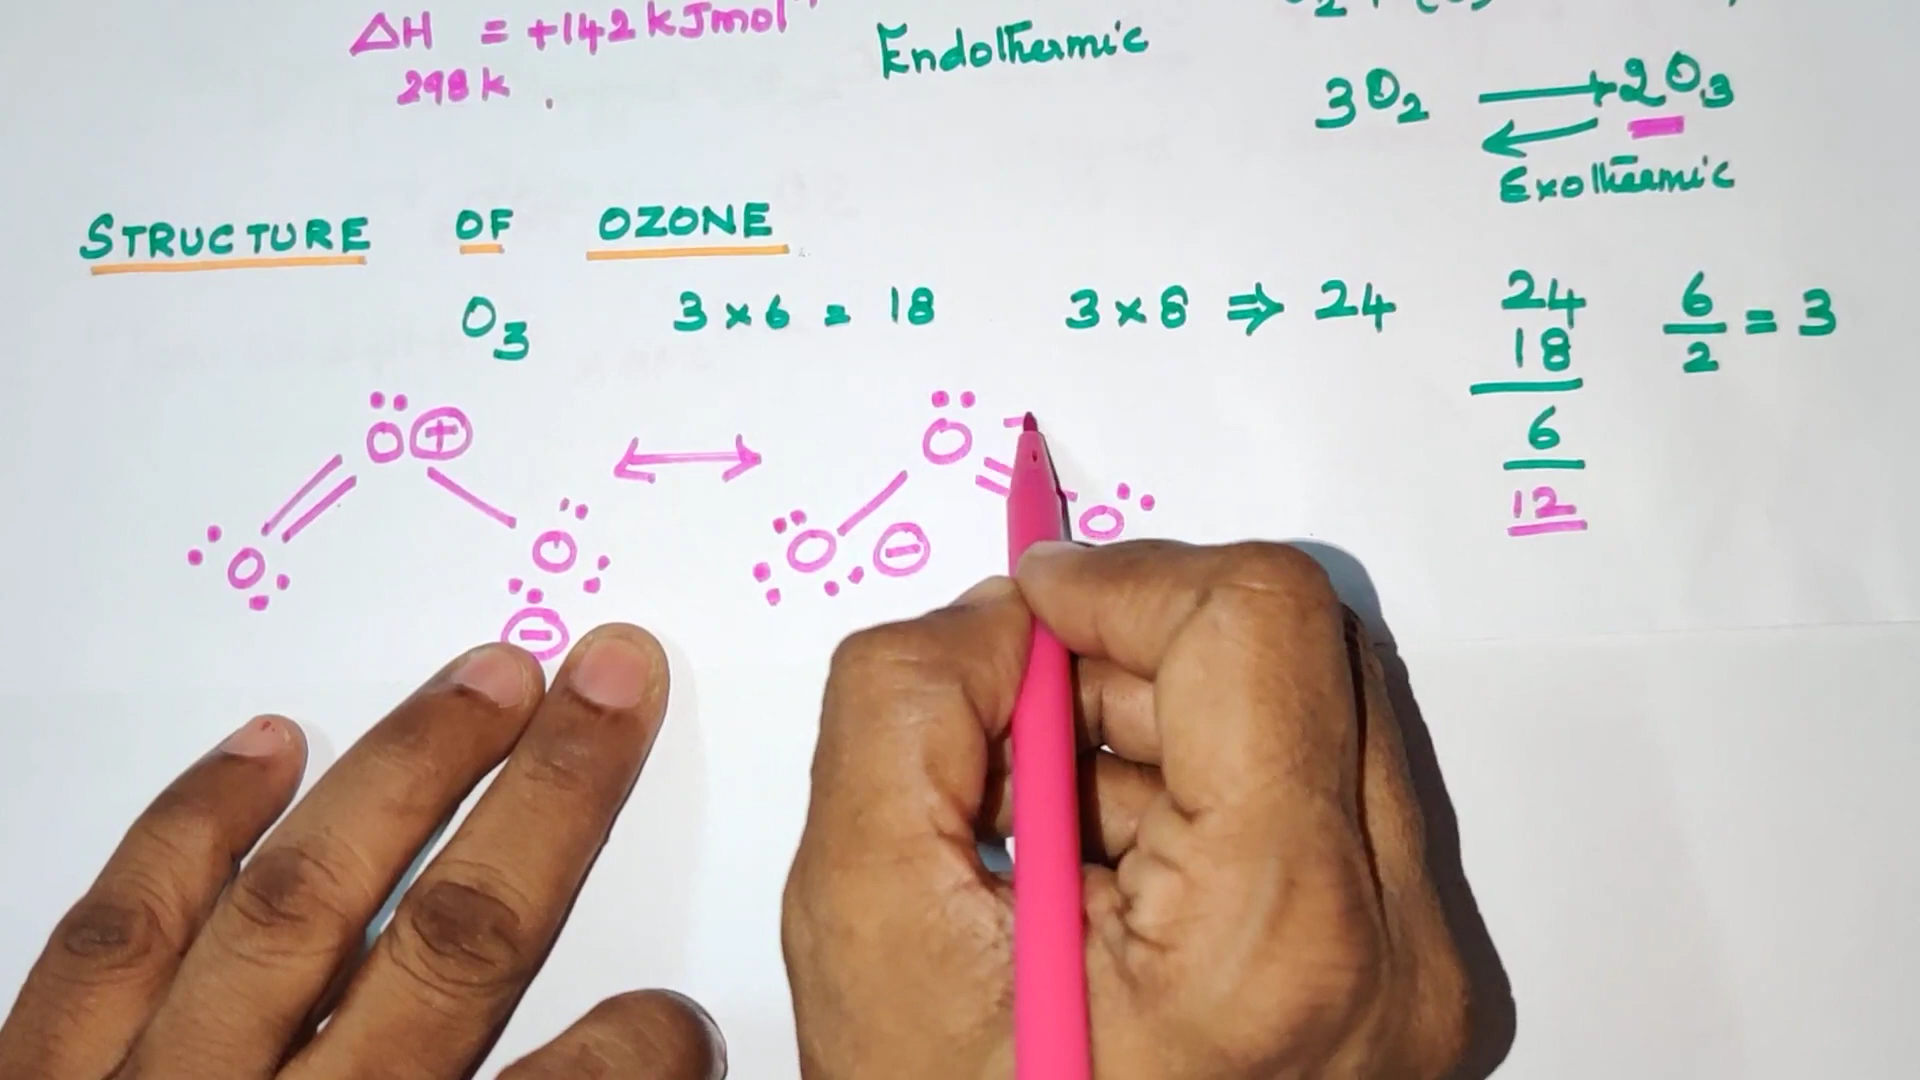 ΔH = +142 kJmol
298 k .
Endothermic
3O₂ ⇌ 2O₃
Exothermic
STRUCTURE OF OZONE
O₃ 3 × 6 = 18 3 × 8 ⇒ 24
24
18
6
12
6/2 = 3
O ⊕
O O
⊖
↔
O
O ⊖ O